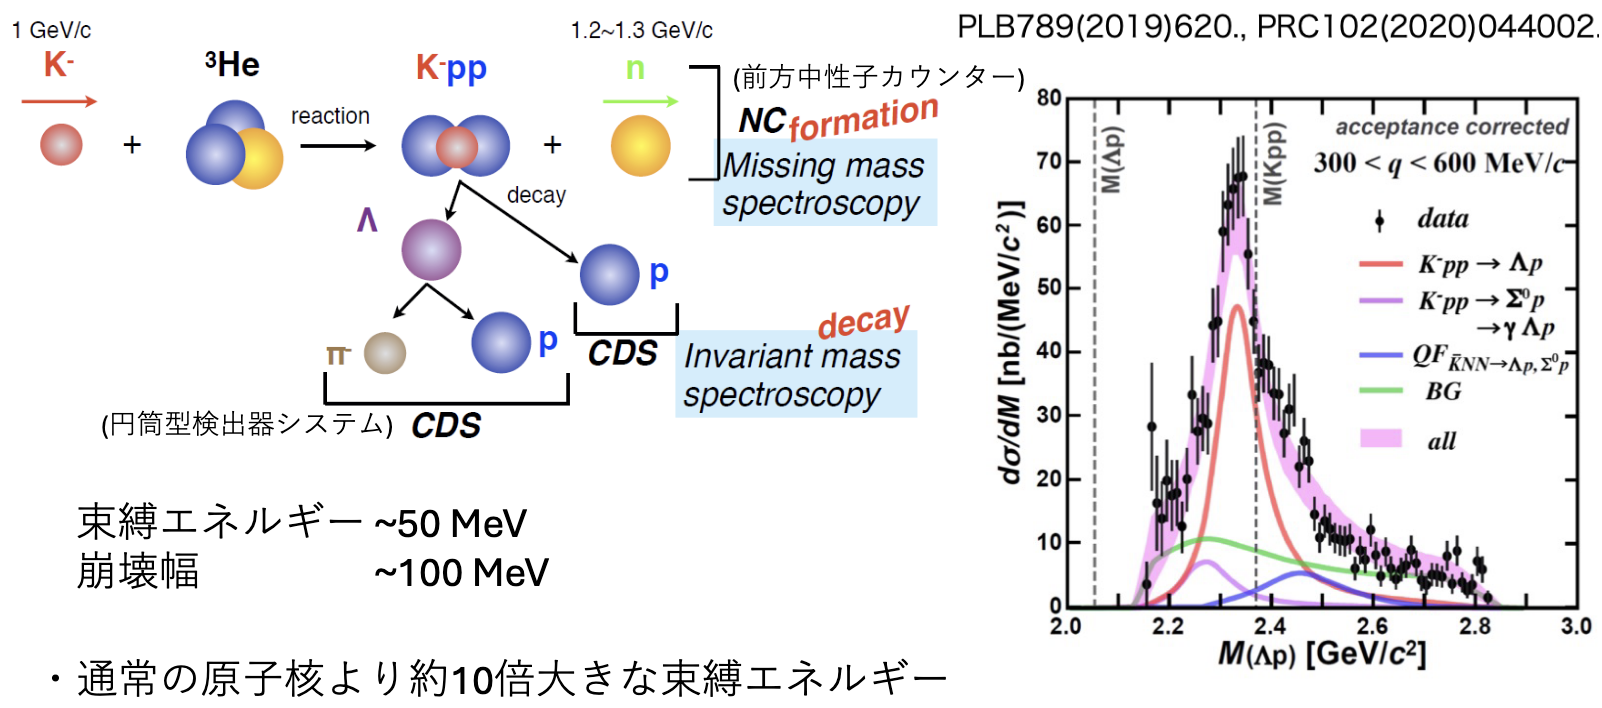 1 GeV/c
K-
+
³He
reaction
K-pp
+
1.2~1.3 GeV/c
n
(前方中性子カウンター)
NC
formation
Missing mass
spectroscopy
decay
Λ
p
π-
p
CDS
CDS
decay
Invariant mass
spectroscopy
(円筒型検出器システム)
束縛エネルギー ~50 MeV
崩壊幅 ~100 MeV
・通常の原子核より約10倍大きな束縛エネルギー
PLB789(2019)620., PRC102(2020)044002.
acceptance corrected
300 < q < 600 MeV/c
M(Λp)
M(Kpp)
data
K-pp → Λp
K-pp → Σ⁰p
→ γ Λp
QF K̄NN→Λp, Σ⁰p
BG
all
dσ/dM [nb/(MeV/c²)]
80
70
60
50
40
30
20
10
0
2.0 2.2 2.4 2.6 2.8 3.0
M(Λp) [GeV/c²]